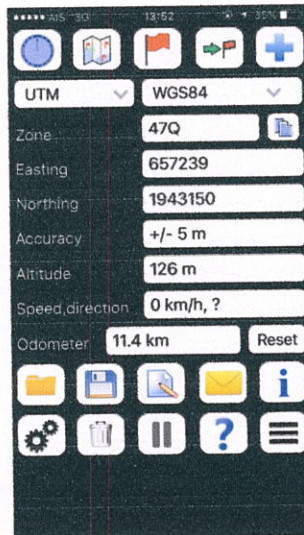 AIS 3G 13:52 35%
UTM WGS84
Zone 47Q
Easting 657239
Northing 1943150
Accuracy +/- 5 m
Altitude 126 m
Speed,direction 0 km/h, ?
Odometer 11.4 km Reset
i
?